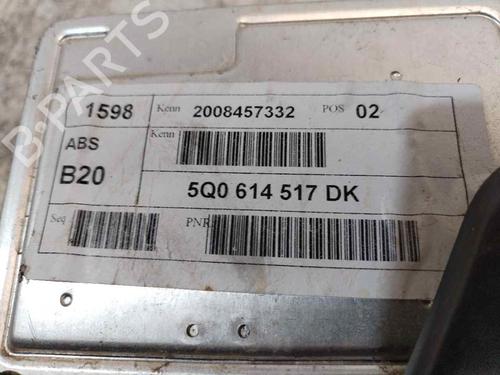 B-PARTS
1598 Kenn 2008457332 POS 02
ABS Kenn
B20 5Q0 614 517 DK
Seq PNR